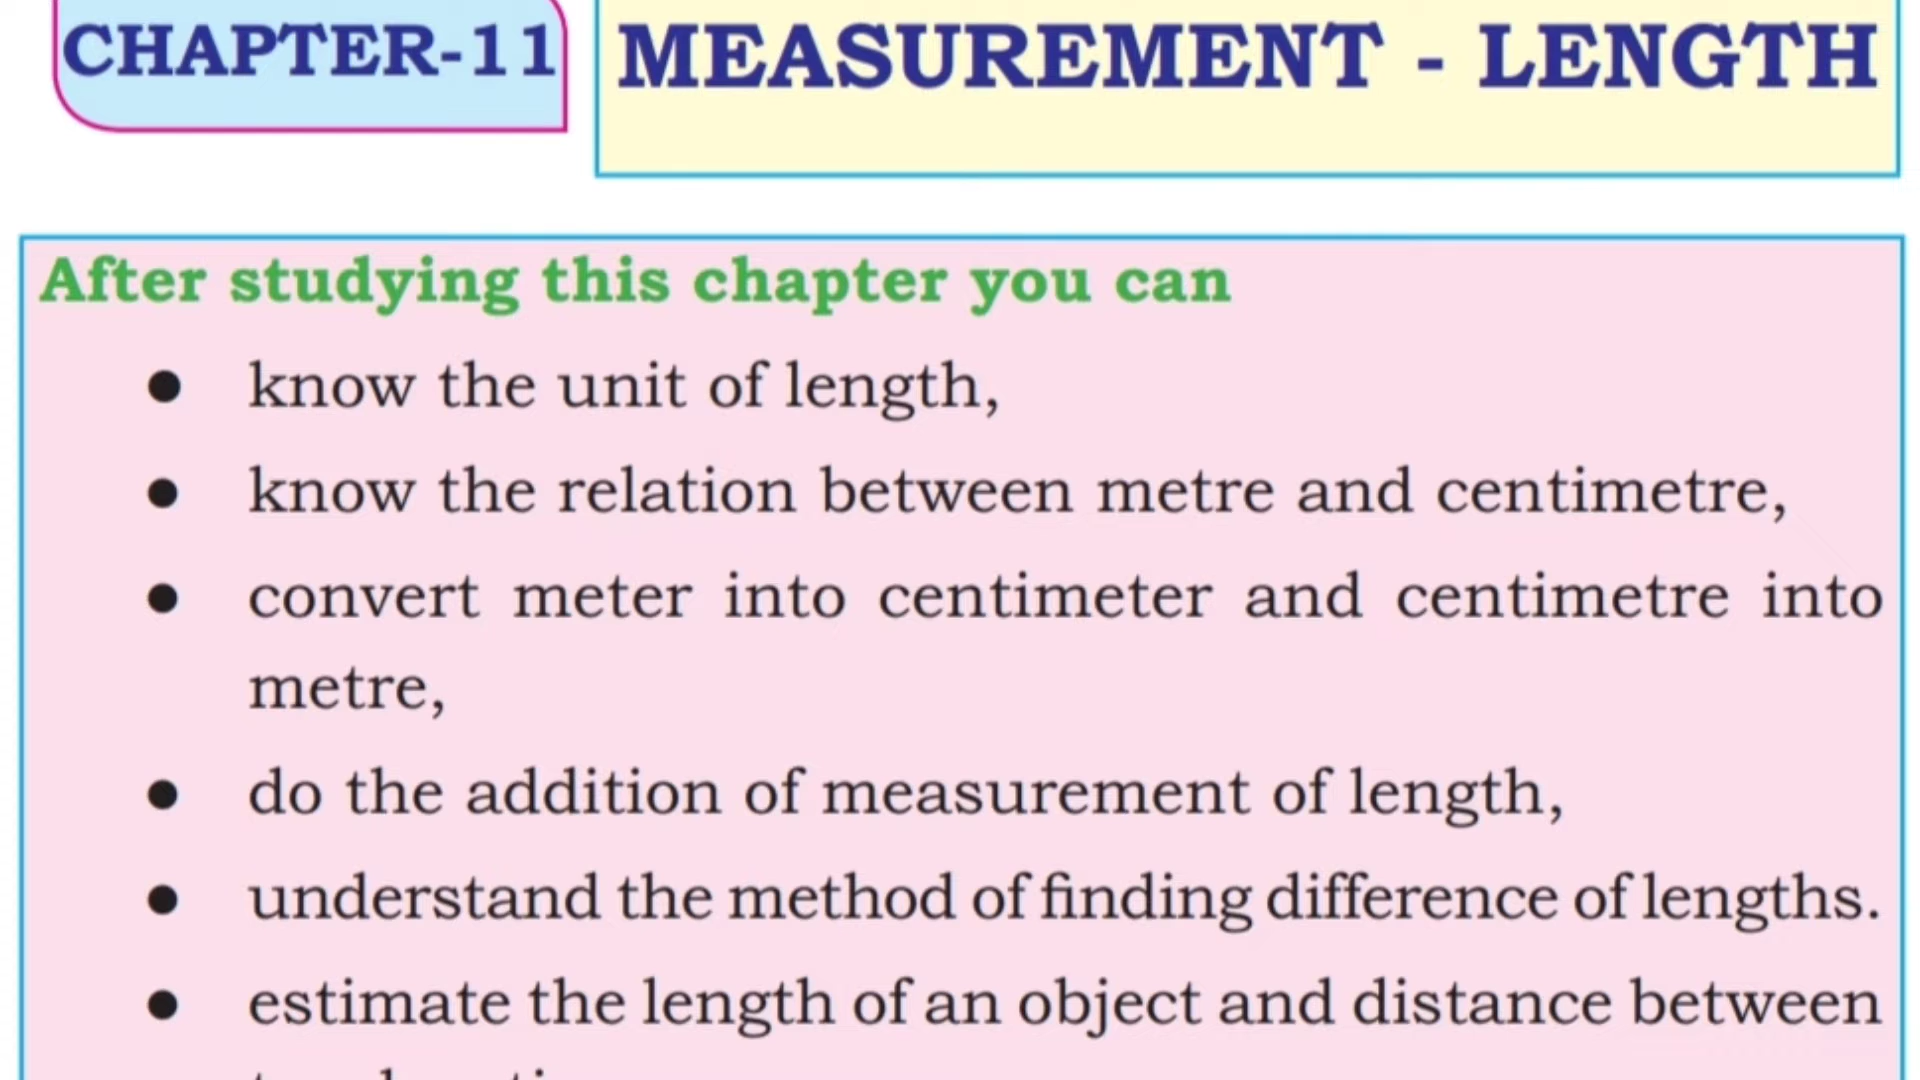 CHAPTER-11
MEASUREMENT - LENGTH
After studying this chapter you can
● know the unit of length,
● know the relation between metre and centimetre,
● convert meter into centimeter and centimetre into
metre,
● do the addition of measurement of length,
● understand the method of finding difference of lengths.
● estimate the length of an object and distance between